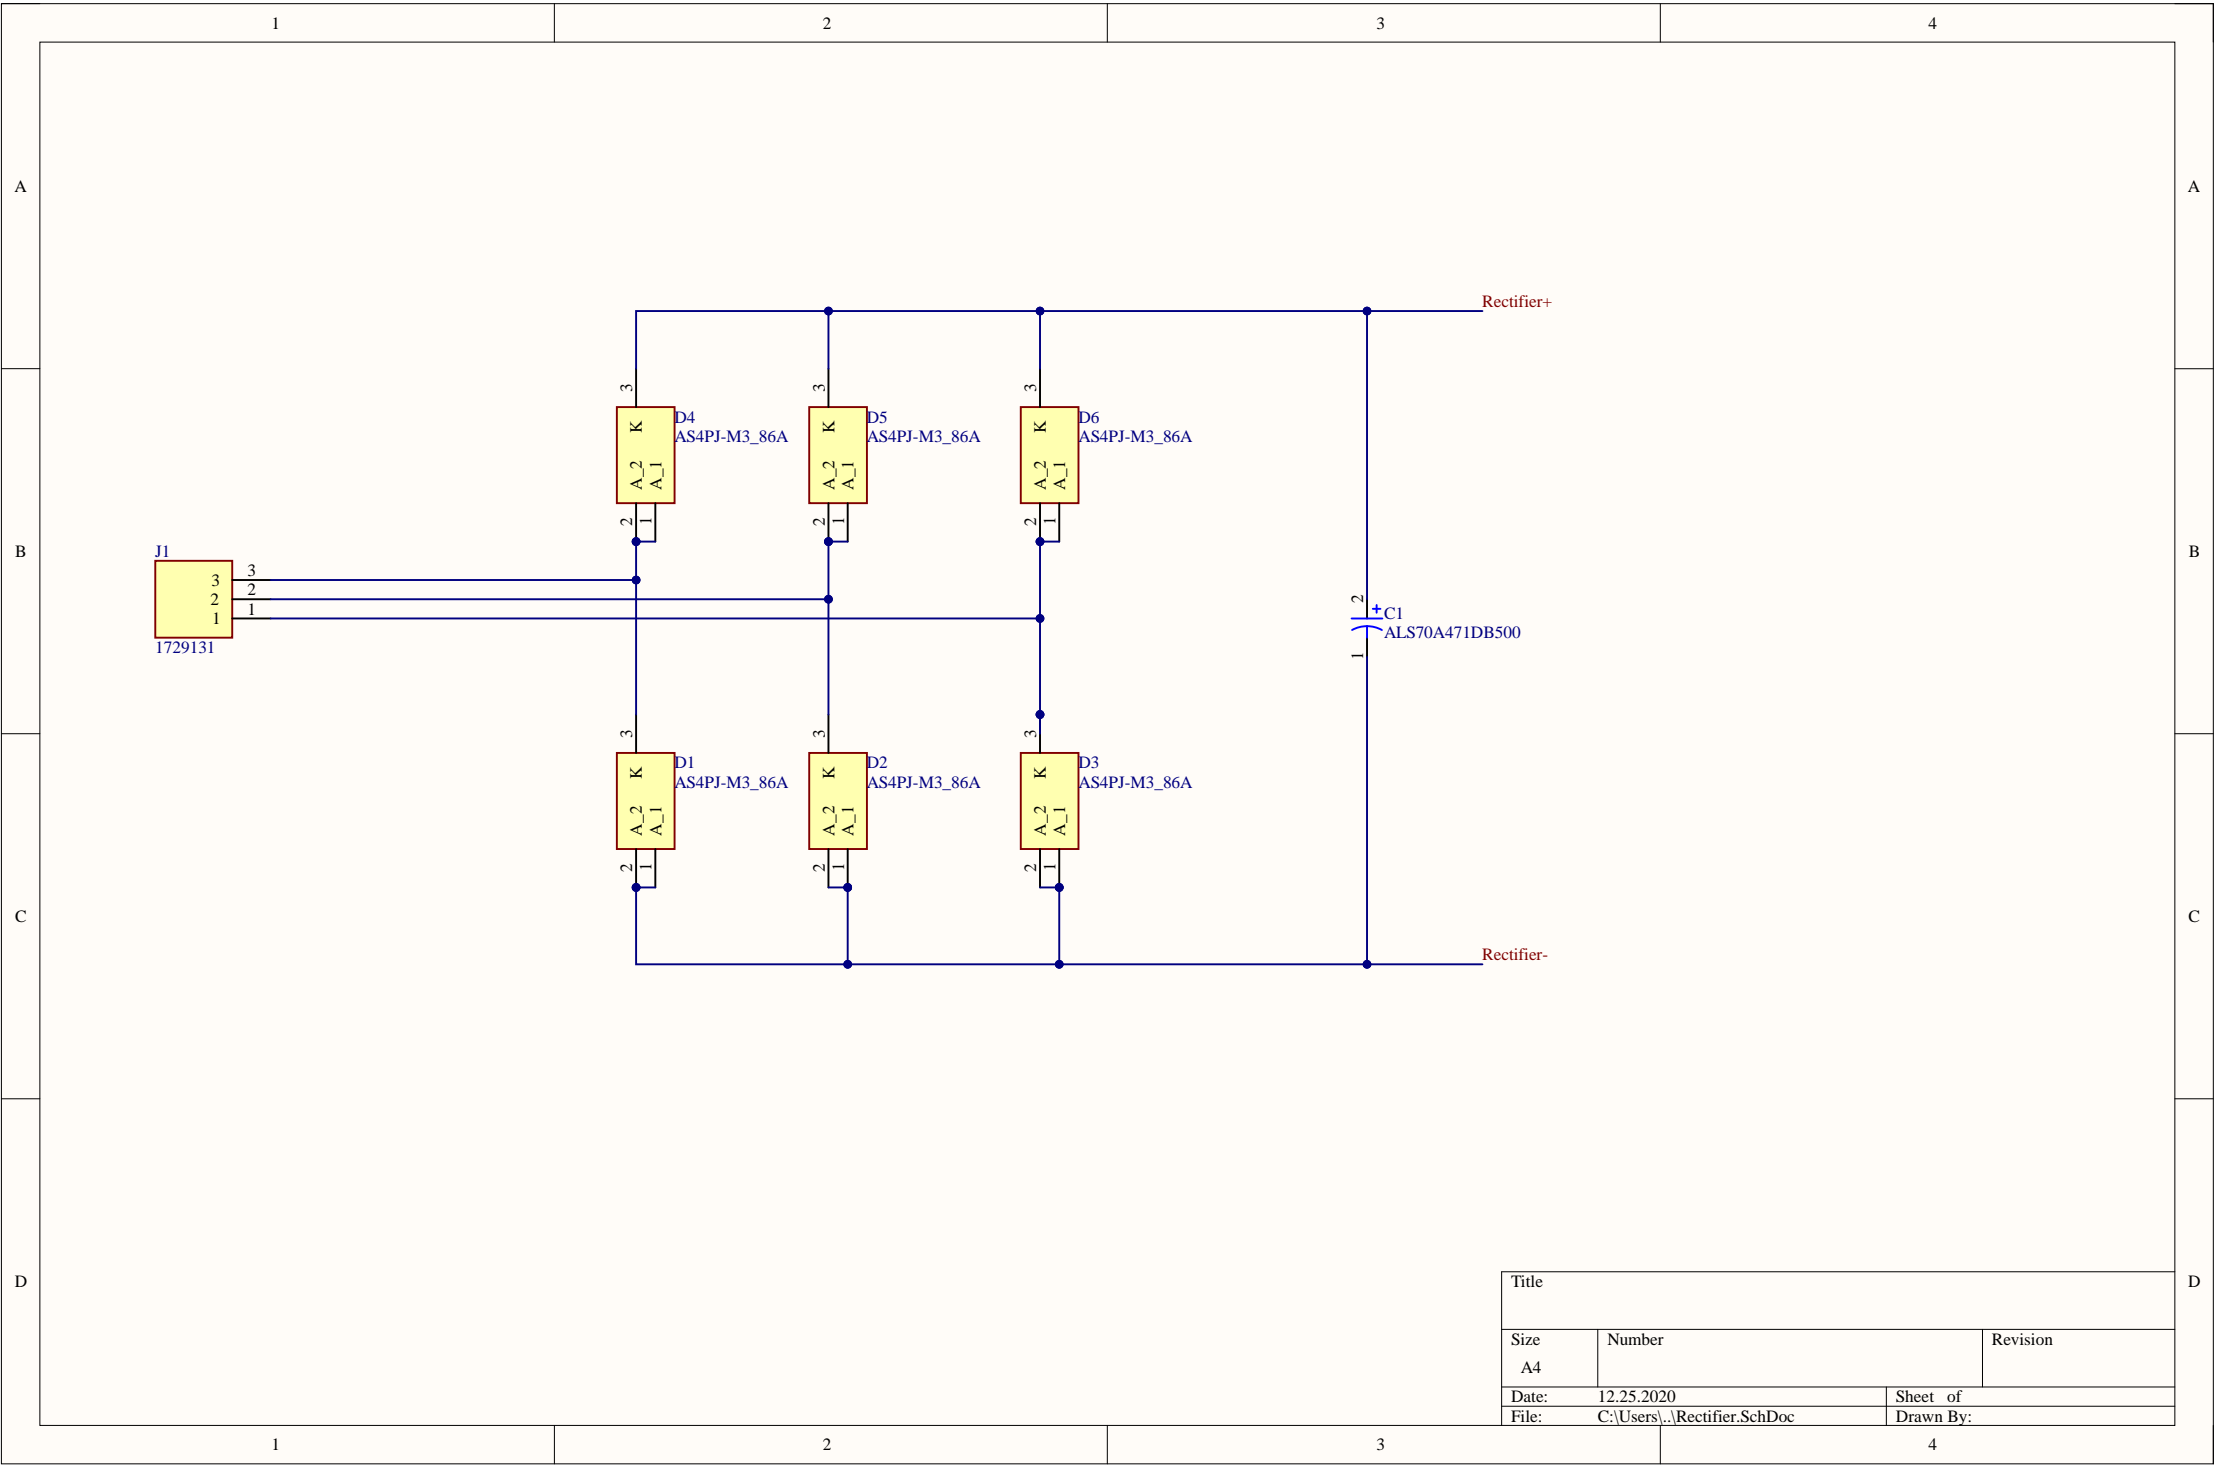 1 2 3 4
A A
Rectifier+
3 3 3
D4 D5 D6
K AS4PJ-M3_86A K AS4PJ-M3_86A K AS4PJ-M3_86A
A_2 A_1 A_2 A_1 A_2 A_1
2 1 2 1 2 1
B B
J1
3 3
2 2
1 1
1729131
2
+ C1
ALS70A471DB500
1
3 3 3
D1 D2 D3
K AS4PJ-M3_86A K AS4PJ-M3_86A K AS4PJ-M3_86A
A_2 A_1 A_2 A_1 A_2 A_1
2 1 2 1 2 1
C C
Rectifier-
D D
Title
Size Number Revision
A4
Date: 12.25.2020 Sheet of
File: C:\Users\..\Rectifier.SchDoc Drawn By:
1 2 3 4